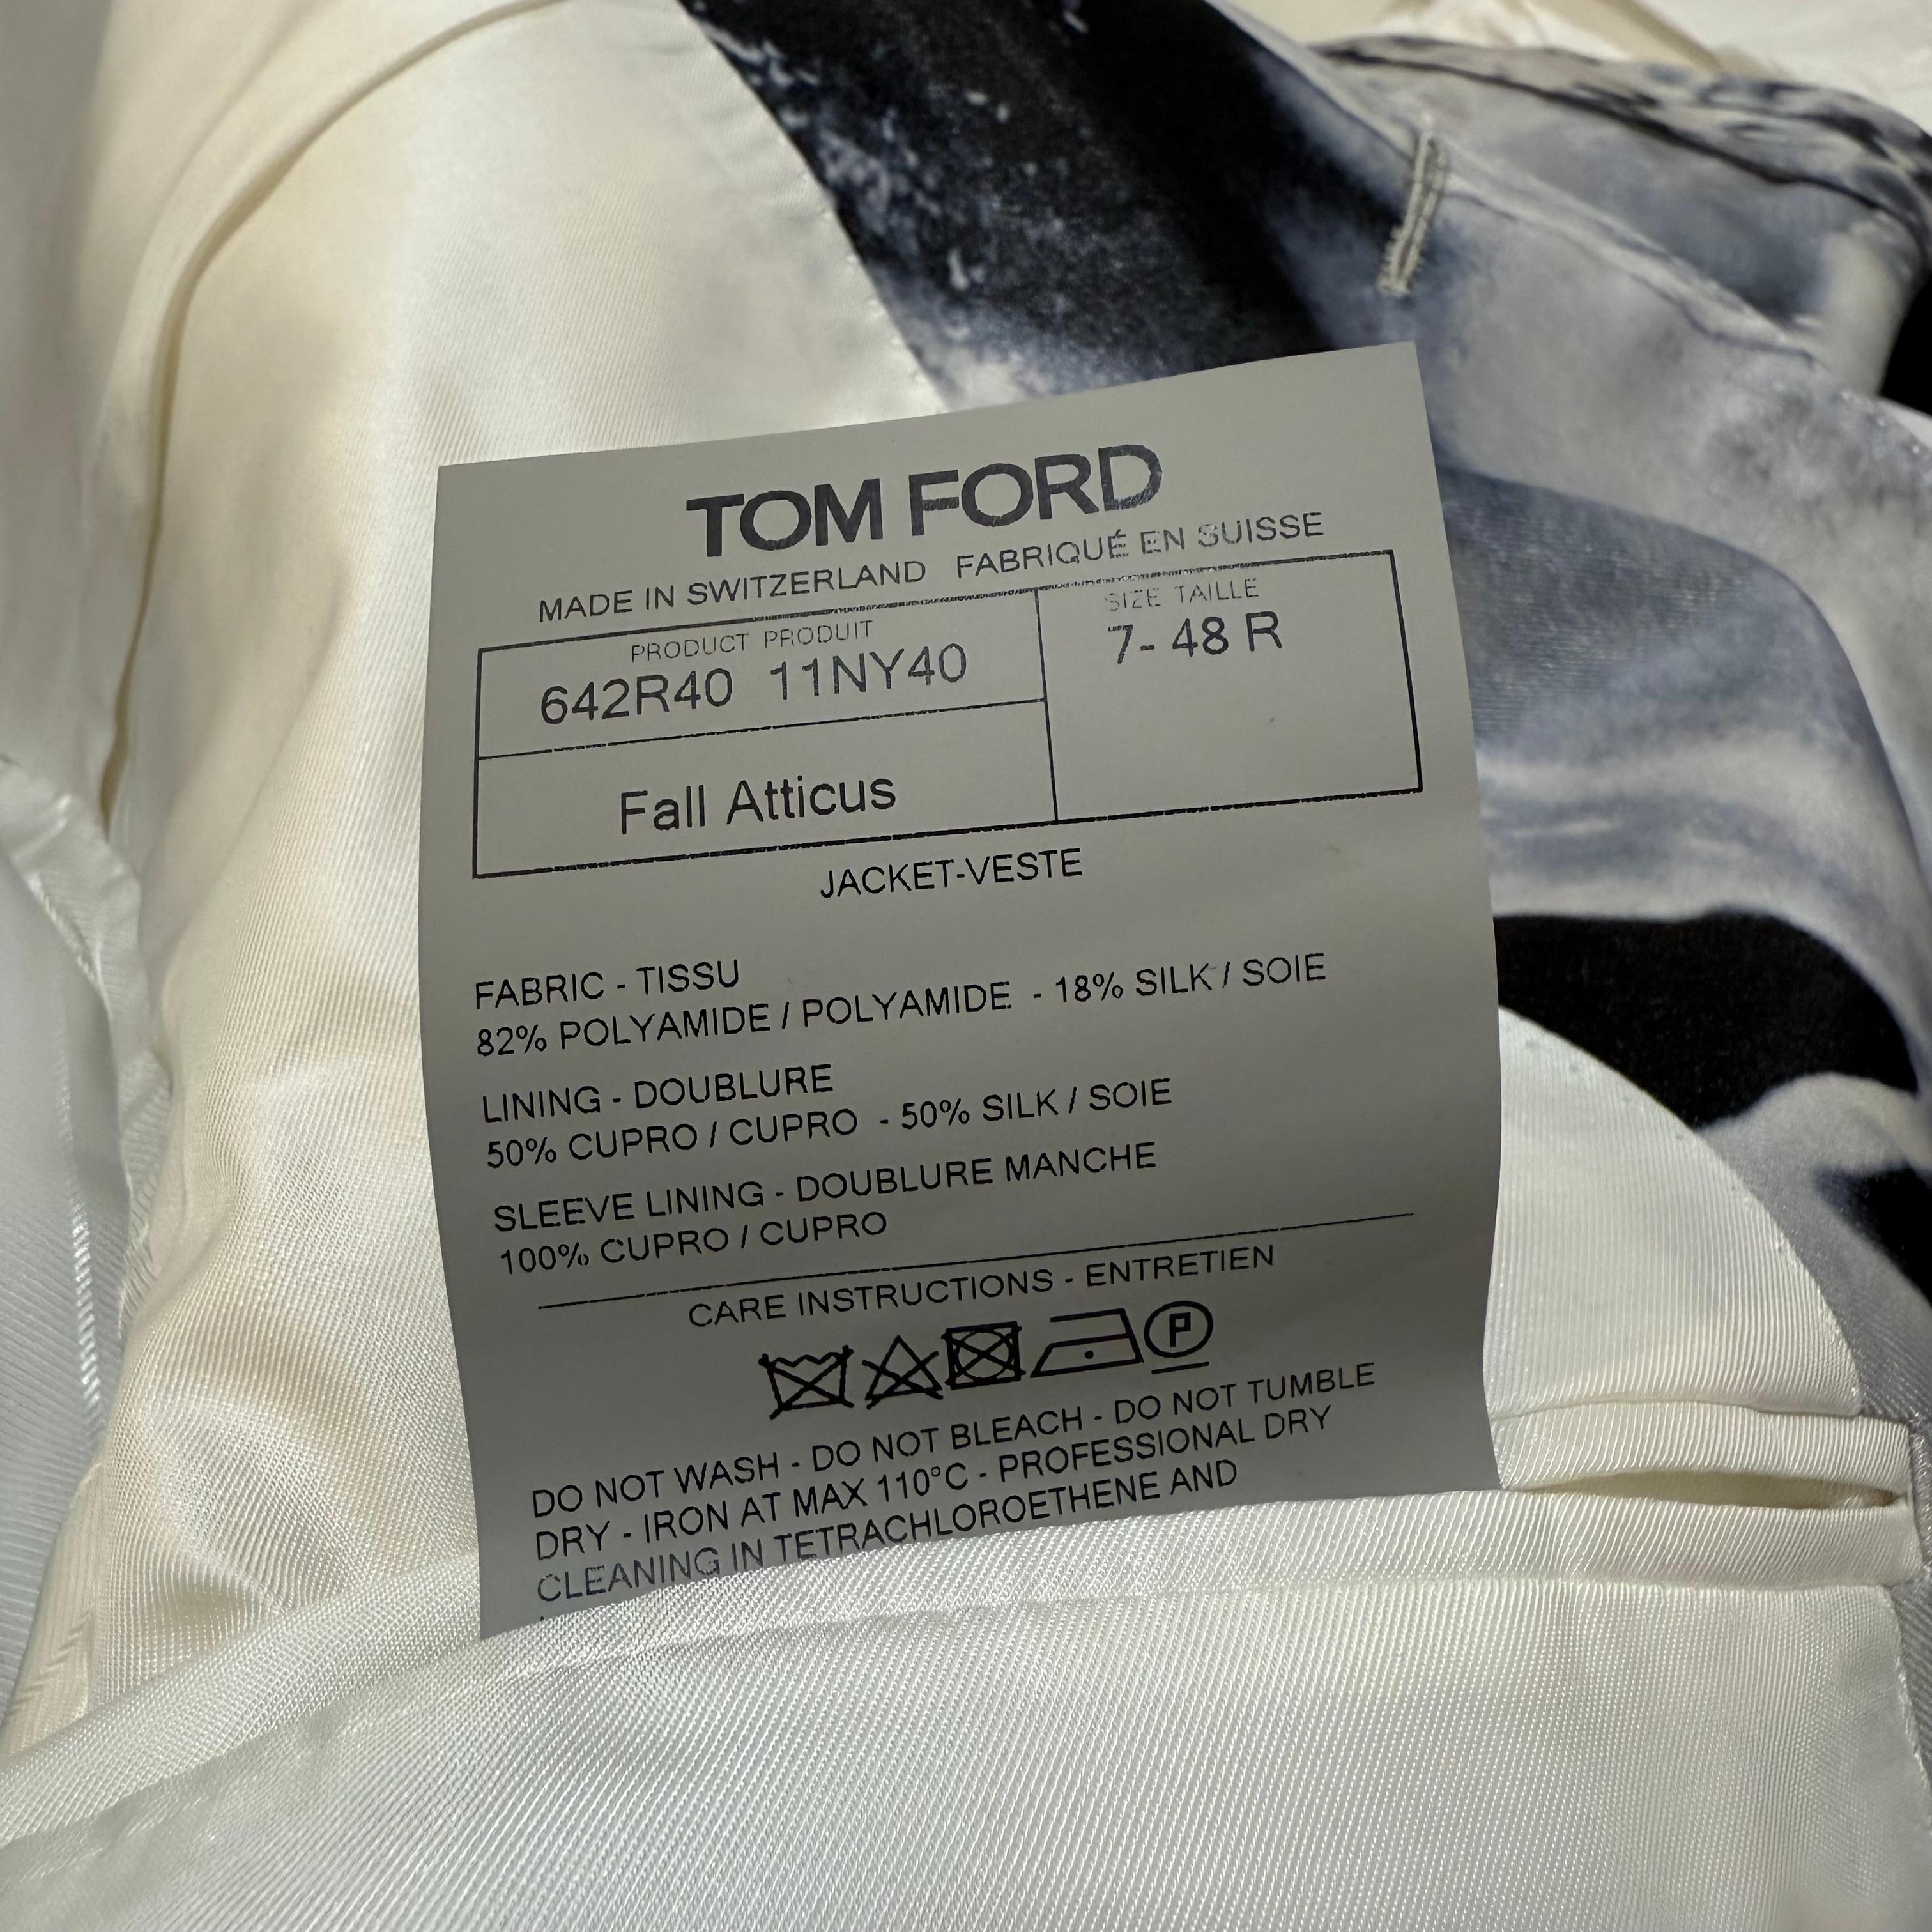 TOM FORD
MADE IN SWITZERLAND FABRIQUÉ EN SUISSE
PRODUCT PRODUIT
642R40 11NY40
SIZE TAILLE
7- 48 R
Fall Atticus
JACKET-VESTE
FABRIC - TISSU
82% POLYAMIDE / POLYAMIDE - 18% SILK / SOIE
LINING - DOUBLURE
50% CUPRO / CUPRO - 50% SILK / SOIE
SLEEVE LINING - DOUBLURE MANCHE
100% CUPRO / CUPRO
CARE INSTRUCTIONS - ENTRETIEN
P
DO NOT WASH - DO NOT BLEACH - DO NOT TUMBLE
DRY - IRON AT MAX 110°C - PROFESSIONAL DRY
CLEANING IN TETRACHLOROETHENE AND